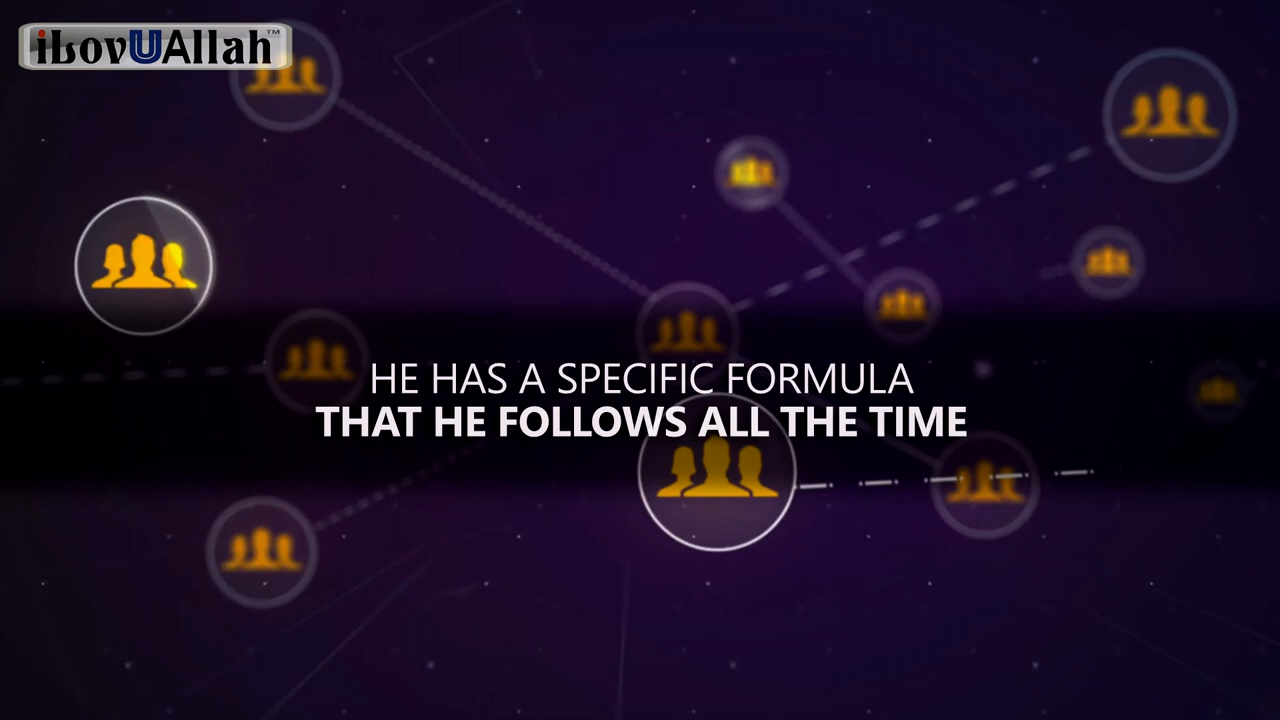 iLovUAllah™
HE HAS A SPECIFIC FORMULA
THAT HE FOLLOWS ALL THE TIME